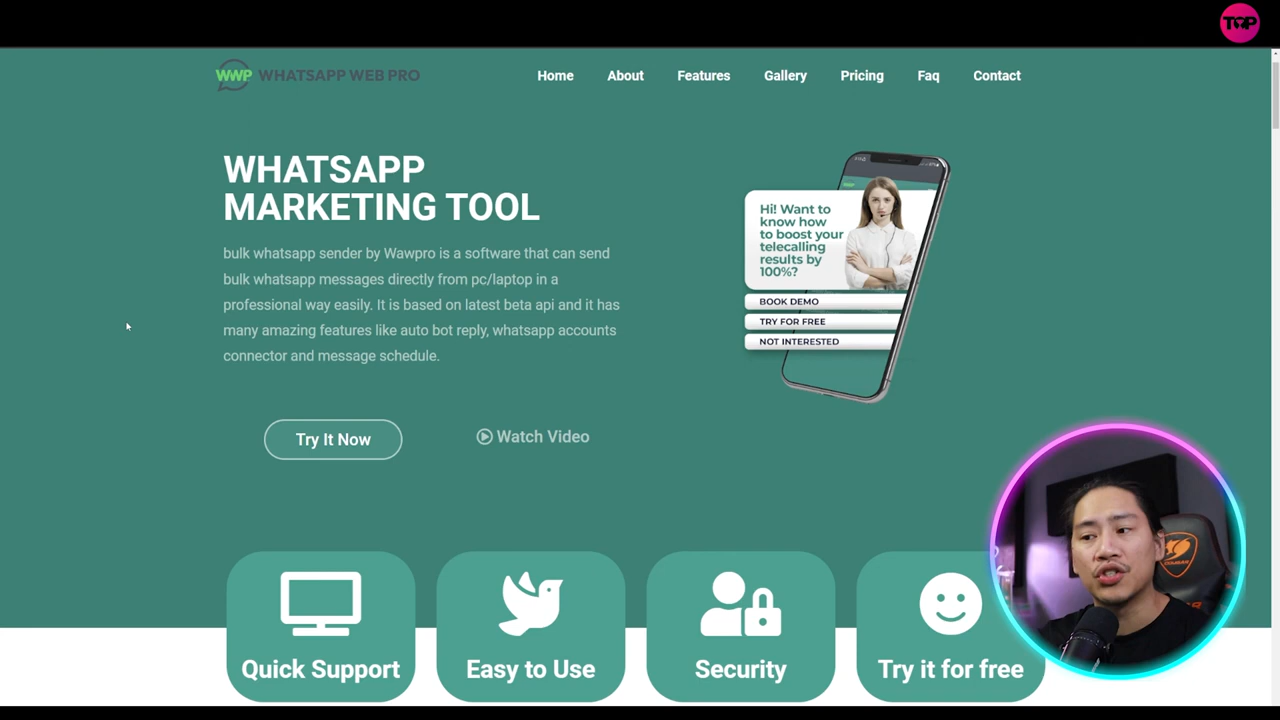 TOP
WWP WHATSAPP WEB PRO
Home About Features Gallery Pricing Faq Contact
WHATSAPP
MARKETING TOOL
bulk whatsapp sender by Wawpro is a software that can send
bulk whatsapp messages directly from pc/laptop in a
professional way easily. It is based on latest beta api and it has
many amazing features like auto bot reply, whatsapp accounts
connector and message schedule.
Try It Now
Watch Video
Hi! Want to
know how
to boost your
telecalling
results by
100%?
BOOK DEMO
TRY FOR FREE
NOT INTERESTED
Quick Support
Easy to Use
Security
Try it for free